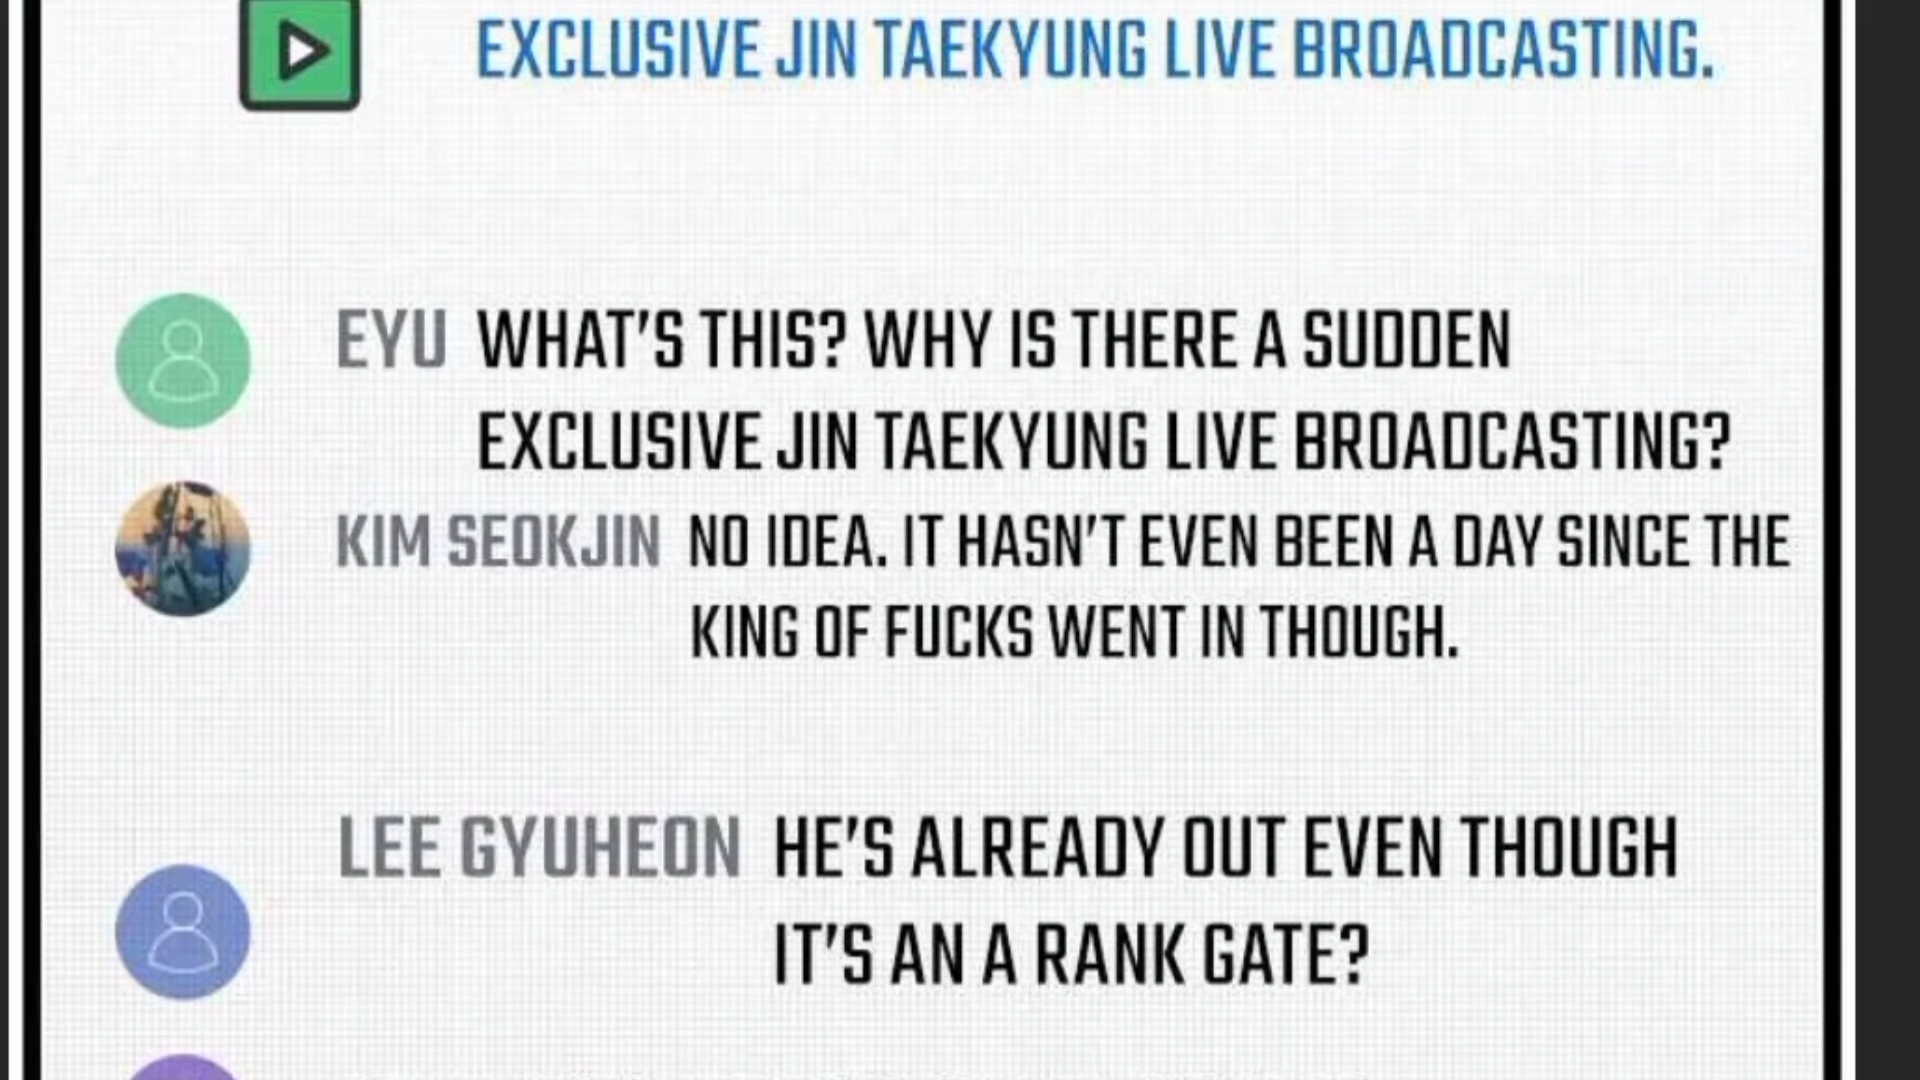 EXCLUSIVE JIN TAEKYUNG LIVE BROADCASTING.
EYU WHAT'S THIS? WHY IS THERE A SUDDEN
EXCLUSIVE JIN TAEKYUNG LIVE BROADCASTING?
KIM SEOKJIN NO IDEA. IT HASN'T EVEN BEEN A DAY SINCE THE
KING OF FUCKS WENT IN THOUGH.
LEE GYUHEON HE'S ALREADY OUT EVEN THOUGH
IT'S AN A RANK GATE?